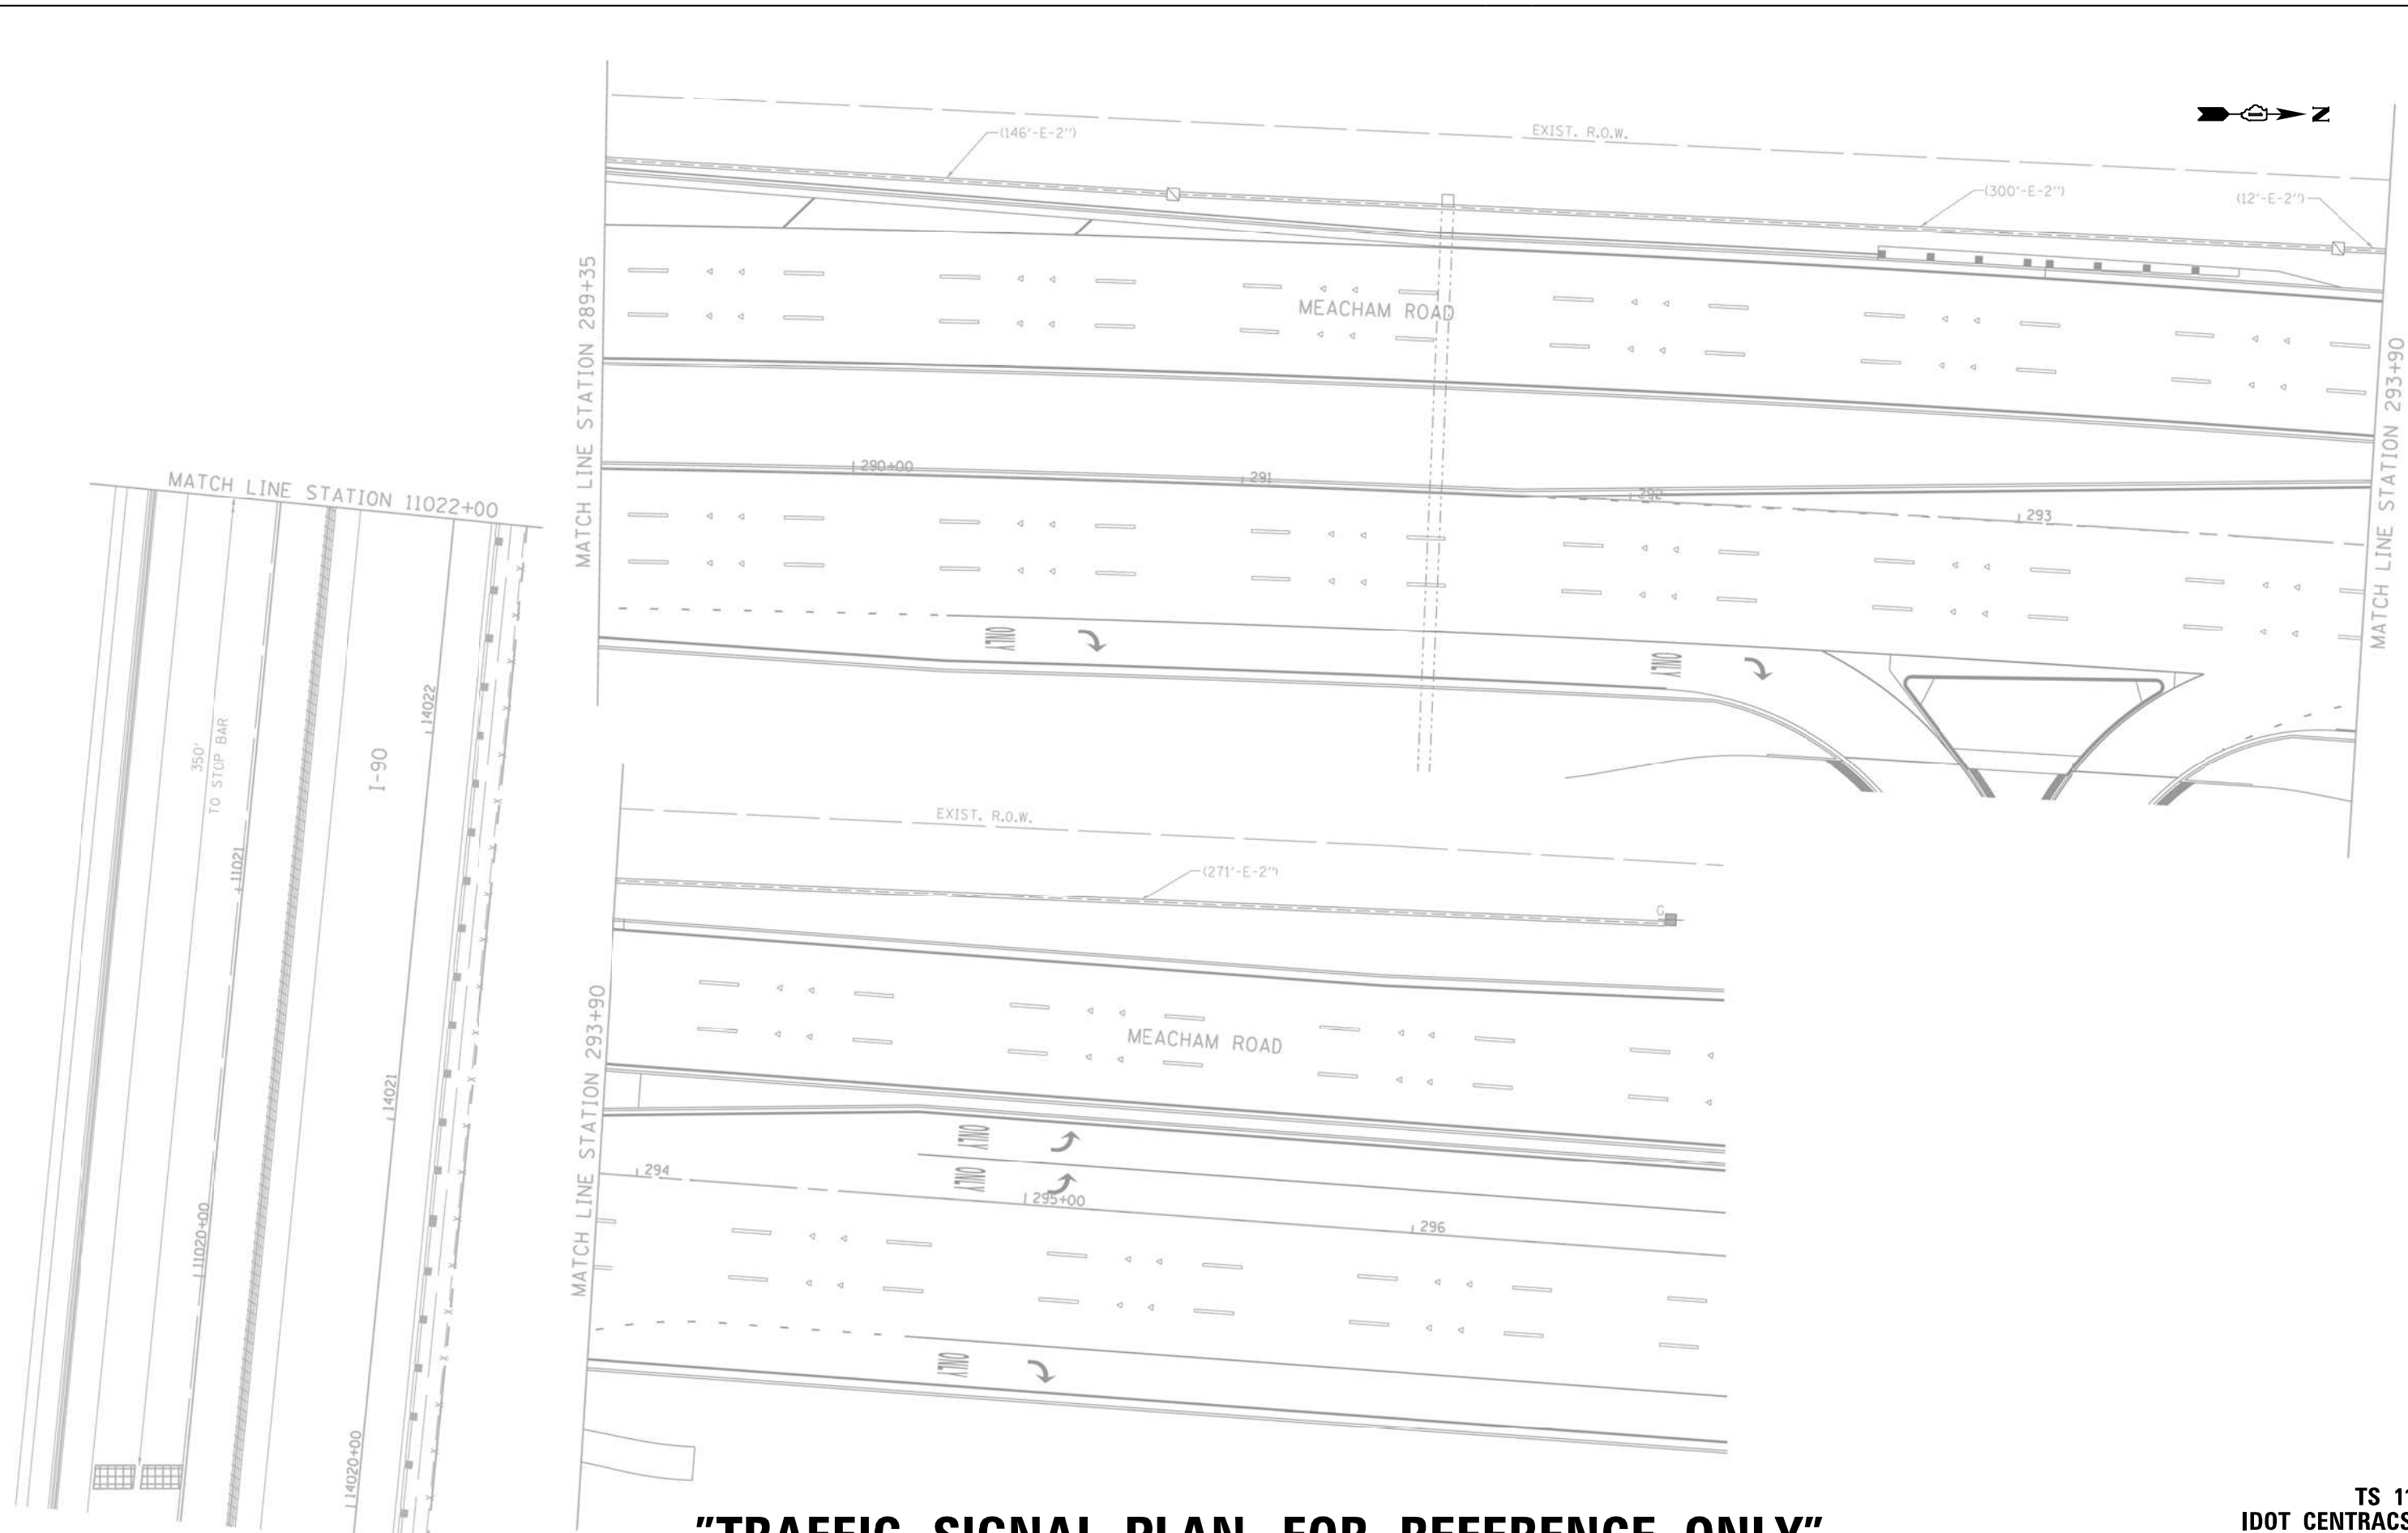 N
EXIST. R.O.W.
(146'-E-2")
(300'-E-2")
(12'-E-2")
MATCH LINE STATION 289+35
MEACHAM ROAD
MATCH LINE STATION 293+90
290+00
291
292
293
ONLY
ONLY
MATCH LINE STATION 11022+00
350'
TO STOP BAR
I-90
14022
11021
14021
11020+00
14020+00
EXIST. R.O.W.
(271'-E-2")
G
MATCH LINE STATION 293+90
MEACHAM ROAD
ONLY
ONLY
294
295+00
296
ONLY
"TRAFFIC SIGNAL PLAN FOR REFERENCE ONLY"
TS 11
IDOT CENTRACS